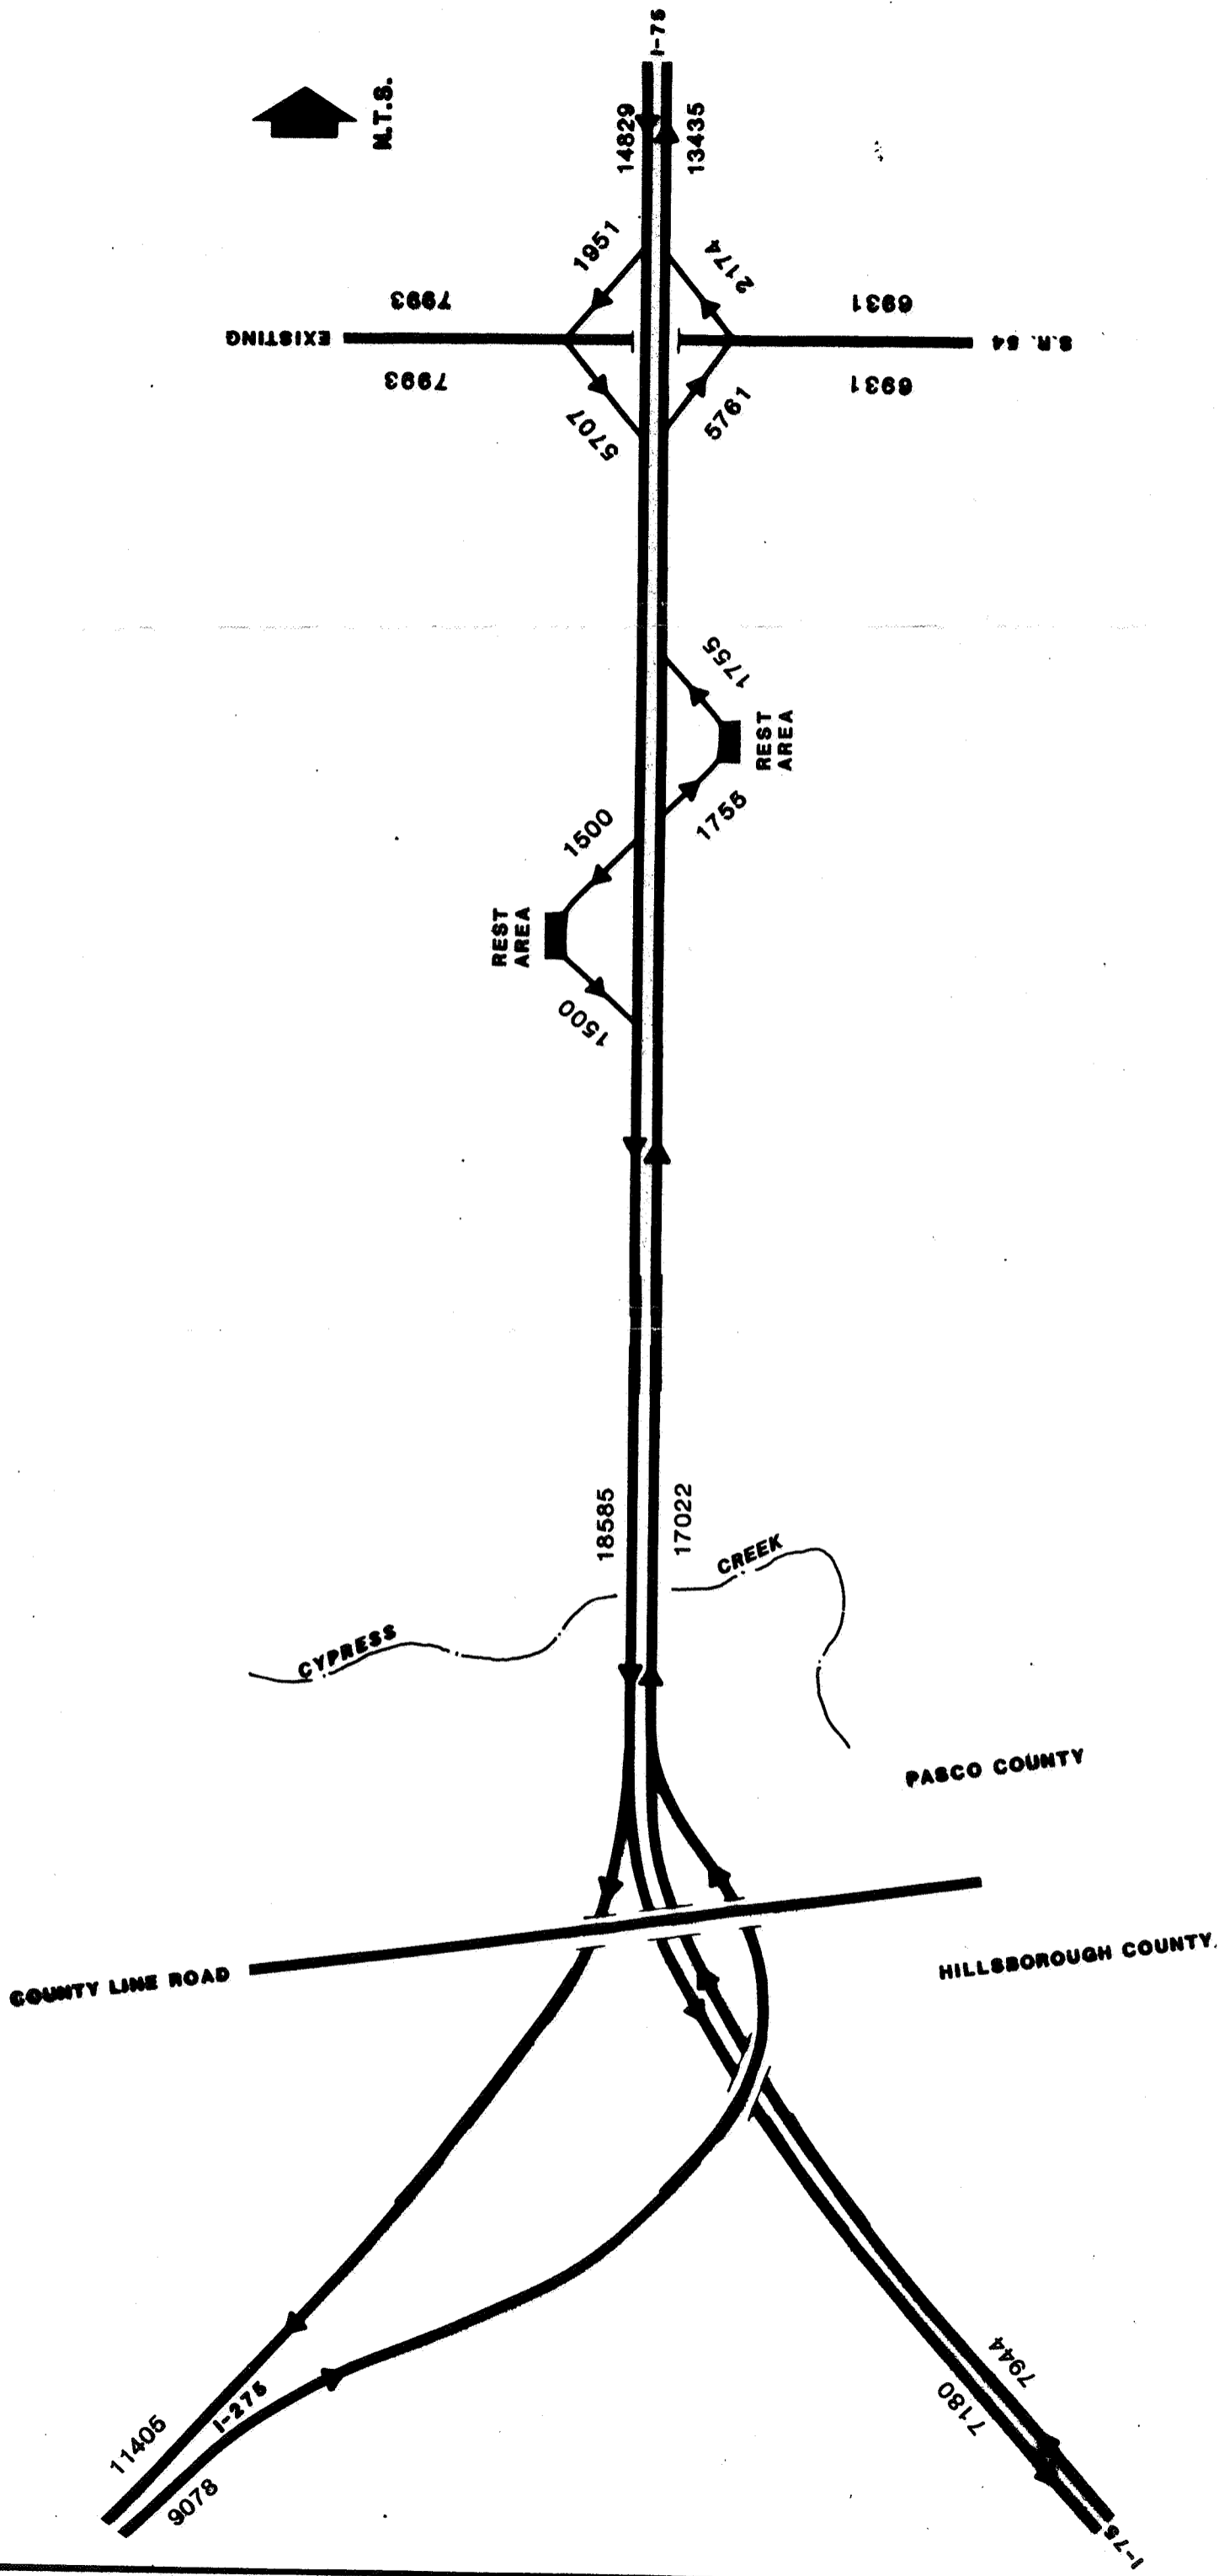 I-75
N.T.S.
14829
13435
1951
2174
7993
6931
EXISTING
S.R. 54
7993
6931
5707
5761
1755
REST
AREA
1755
1500
REST
AREA
1500
18585
17022
CREEK
CYPRESS
PASCO COUNTY
COUNTY LINE ROAD
HILLSBOROUGH COUNTY
7944
7180
I-275
11405
9078
I-75